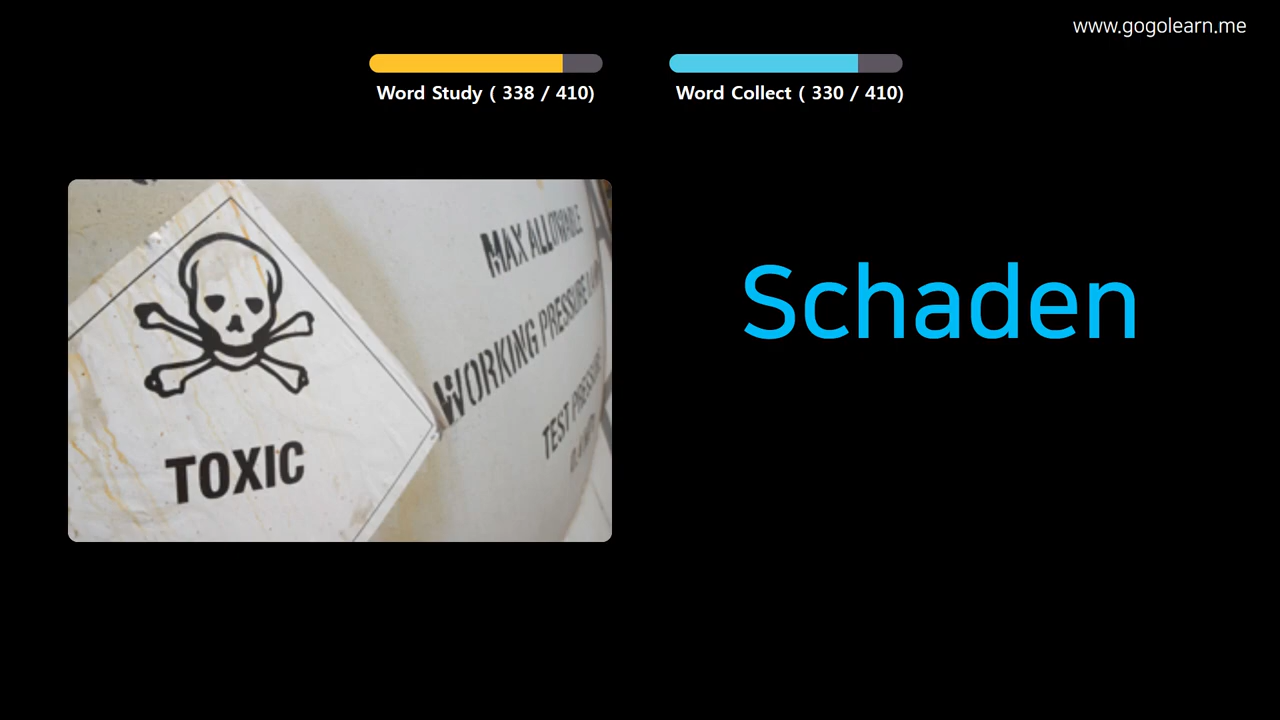 www.gogolearn.me
Word Study ( 338 / 410)
Word Collect ( 330 / 410)
Schaden
MAX ALLOWABLE
WORKING PRESSURE
TEST PRESSURE
TOXIC